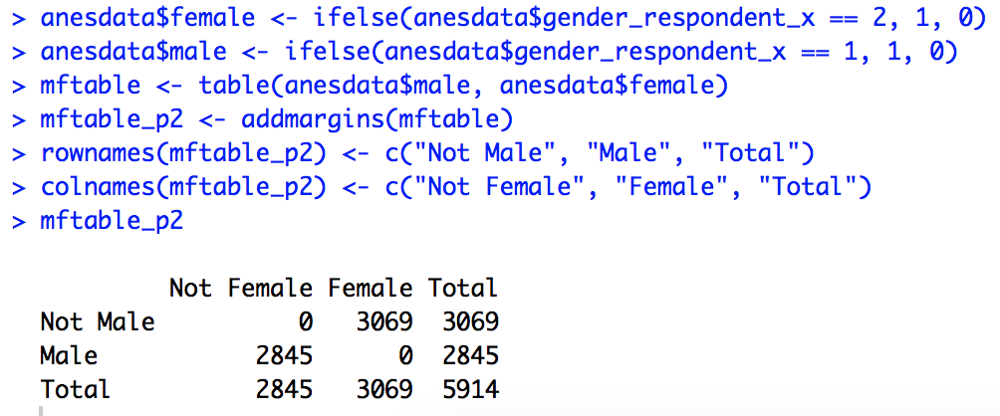 > anesdata$female <- ifelse(anesdata$gender_respondent_x == 2, 1, 0)
> anesdata$male <- ifelse(anesdata$gender_respondent_x == 1, 1, 0)
> mftable <- table(anesdata$male, anesdata$female)
> mftable_p2 <- addmargins(mftable)
> rownames(mftable_p2) <- c("Not Male", "Male", "Total")
> colnames(mftable_p2) <- c("Not Female", "Female", "Total")
> mftable_p2
Not Female Female Total
Not Male 0 3069 3069
Male 2845 0 2845
Total 2845 3069 5914